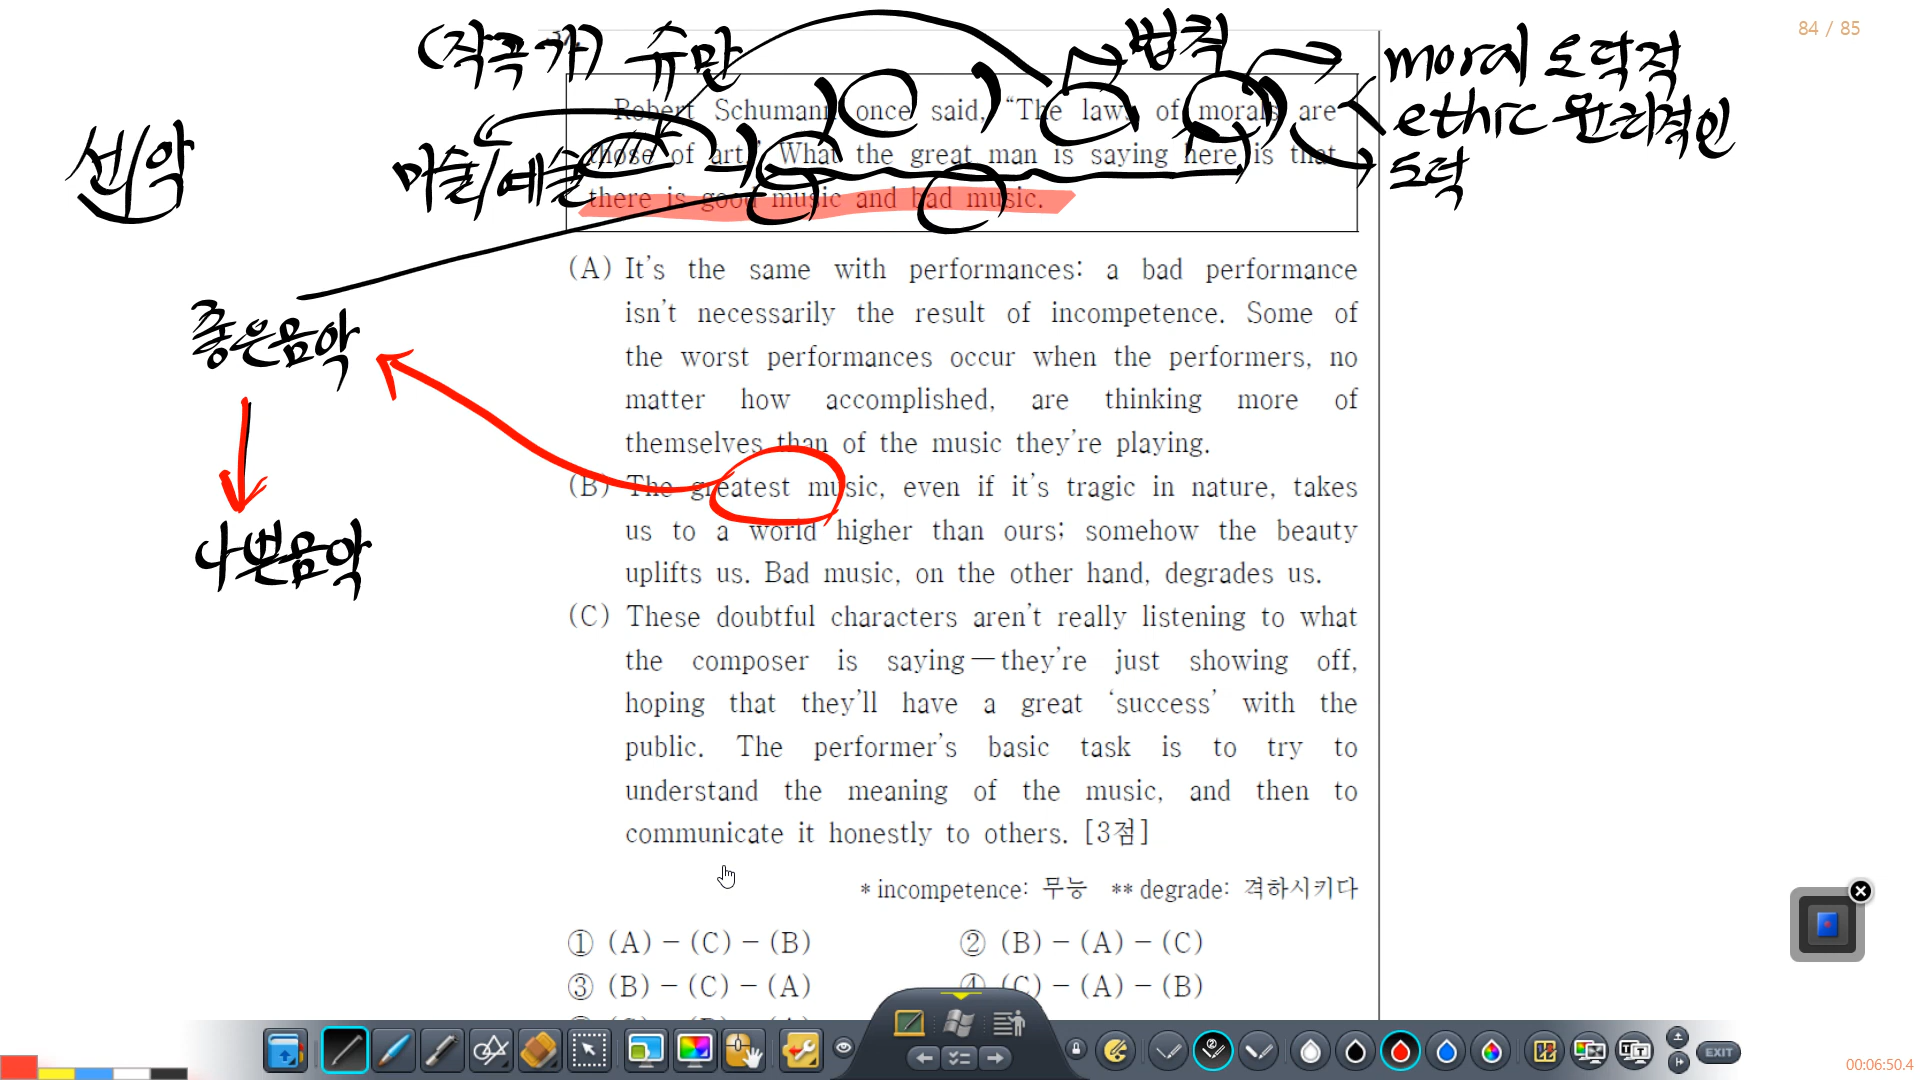 84 / 85
(작곡가) 슈만
법칙
moral 도덕적
Robert Schumann once said, “The laws of morals are
ethic 윤리적인
선/악
미술/예술
those of art.” What the great man is saying here is that
도덕
there is good music and bad music.
(A) It’s the same with performances: a bad performance
isn’t necessarily the result of incompetence. Some of
좋은음악
the worst performances occur when the performers, no
matter how accomplished, are thinking more of
themselves than of the music they’re playing.
(B) The greatest music, even if it’s tragic in nature, takes
us to a world higher than ours; somehow the beauty
나쁜음악
uplifts us. Bad music, on the other hand, degrades us.
(C) These doubtful characters aren’t really listening to what
the composer is saying — they’re just showing off,
hoping that they’ll have a great ‘success’ with the
public. The performer’s basic task is to try to
understand the meaning of the music, and then to
communicate it honestly to others. [3점]
* incompetence: 무능 ** degrade: 격하시키다
① (A) − (C) − (B) ② (B) − (A) − (C)
③ (B) − (C) − (A) ④ (C) − (A) − (B)
EXIT
00:06:50.4